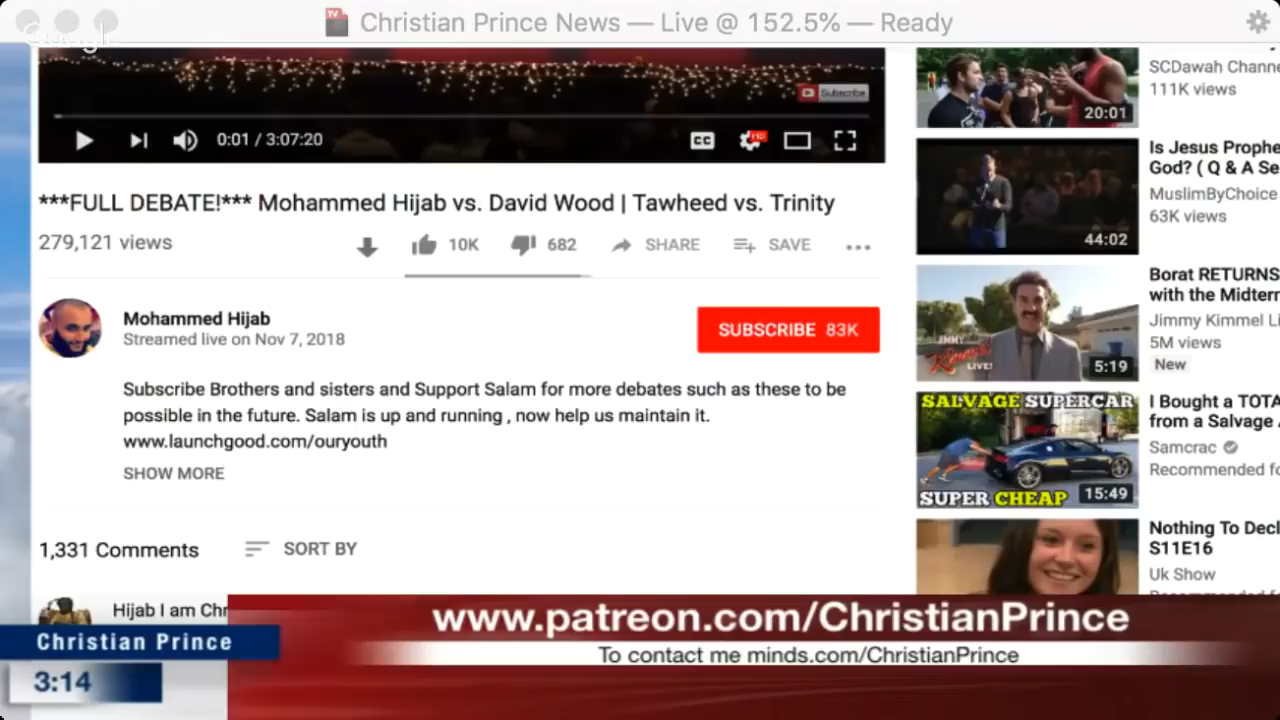 Christian Prince News — Live @ 152.5% — Ready
Subscribe
0:01 / 3:07:20
CC
HD
***FULL DEBATE!*** Mohammed Hijab vs. David Wood | Tawheed vs. Trinity
279,121 views
10K
682
SHARE
SAVE
Mohammed Hijab
Streamed live on Nov 7, 2018
SUBSCRIBE 83K
Subscribe Brothers and sisters and Support Salam for more debates such as these to be
possible in the future. Salam is up and running , now help us maintain it.
www.launchgood.com/ouryouth
SHOW MORE
1,331 Comments
SORT BY
Hijab I am Chr
SCDawah Channe
111K views
20:01
Is Jesus Prophe
God? ( Q & A Se
MuslimByChoice
63K views
44:02
Borat RETURNS
with the Midterm
Jimmy Kimmel Li
5M views
New
JIMMY
Kimmel
LIVE!
5:19
SALVAGE SUPERCAR
SUPER CHEAP
15:49
I Bought a TOTA
from a Salvage
Samcrac
Recommended fo
Nothing To Decl
S11E16
Uk Show
www.patreon.com/ChristianPrince
To contact me minds.com/ChristianPrince
Christian Prince
3:14